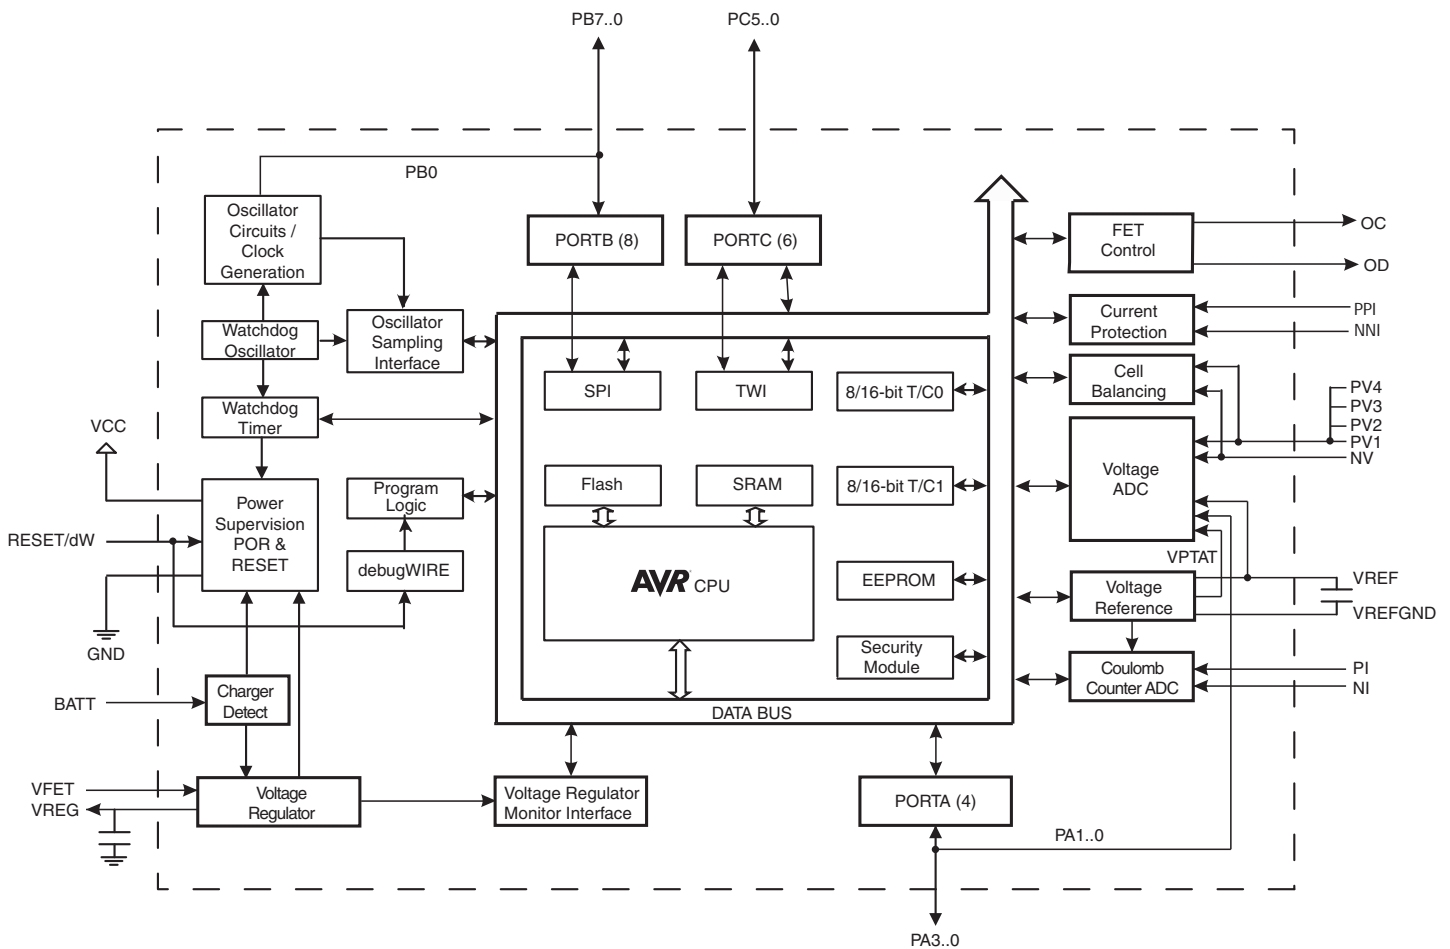 PB7..0
PC5..0
PB0
Oscillator
Circuits /
Clock
Generation
PORTB (8)
PORTC (6)
FET
Control
OC
OD
Watchdog
Oscillator
Oscillator
Sampling
Interface
Current
Protection
PPI
NNI
SPI
TWI
8/16-bit T/C0
Cell
Balancing
PV4
PV3
PV2
PV1
NV
Watchdog
Timer
VCC
Voltage
ADC
Power
Supervision
POR &
RESET
Program
Logic
Flash
SRAM
8/16-bit T/C1
RESET/dW
debugWIRE
AVR® CPU
EEPROM
VPTAT
Voltage
Reference
VREF
VREFGND
GND
Security
Module
Coulomb
Counter ADC
PI
NI
BATT
Charger
Detect
DATA BUS
VFET
VREG
Voltage
Regulator
Voltage Regulator
Monitor Interface
PORTA (4)
PA1..0
PA3..0